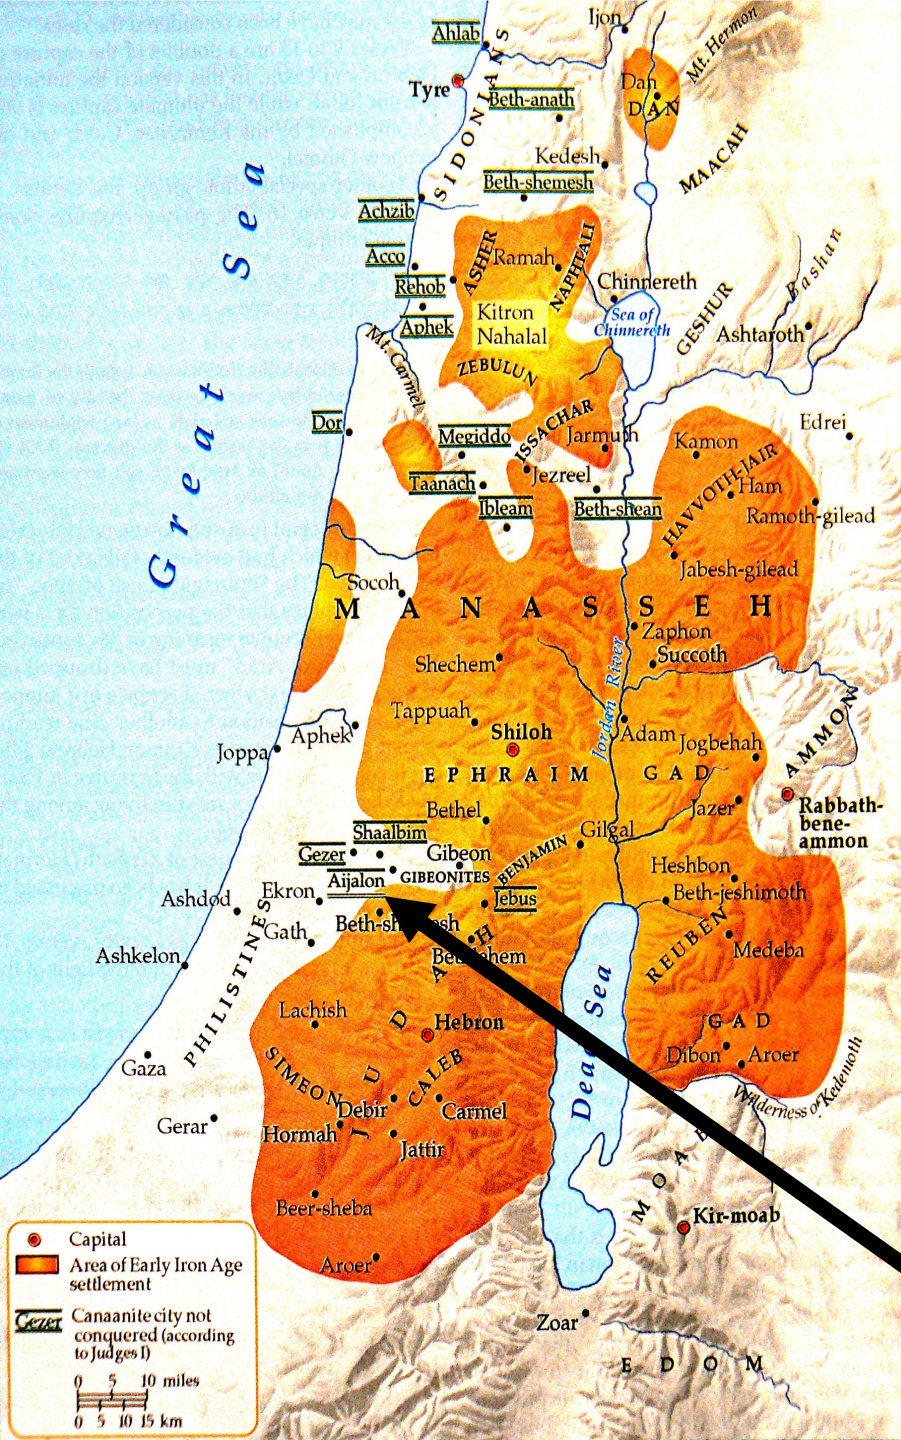 Ijon
Ahlab
Mt. Hermon
SIDONIANS
Tyre
Dan
DAN
Beth-anath
MAACAH
Kedesh
Beth-shemesh
Achzib
Great Sea
ASHER
NAPHTALI
Ramah
Acco
Rehob
Chinnereth
Bashan
Kitron
Nahalal
Sea of
Chinnereth
GESHUR
Ashtaroth
Aphek
Mt. Carmel
ZEBULUN
Dor
Megiddo
ISSACHAR
Jarmuth
Kamon
Edrei
HAVVOTH-JAIR
Taanach
Jezreel
Ham
Ibleam
Beth-shean
Ramoth-gilead
Jabesh-gilead
Socoh
MANASSEH
Zaphon
Succoth
Shechem
Jordan River
Tappuah
Aphek
Shiloh
Adam
Jogbehah
AMMON
Joppa
EPHRAIM
GAD
Bethel
Jazer
Rabbath-
bene-
ammon
Shaalbim
Gilgal
Gezer
Gibeon
BENJAMIN
Aijalon
GIBEONITES
Heshbon
Beth-jeshimoth
Ashdod
Ekron
Jebus
Gath
PHILISTINES
JUDAH
REUBEN
Medeba
Ashkelon
Dead Sea
Lachish
Hebron
GAD
Dibon
Aroer
Gaza
SIMEON
CALEB
Debir
Carmel
Wilderness of Kedemoth
Gerar
Hormah
Jattir
MOAB
Beer-sheba
Kir-moab
Aroer
Zoar
EDOM
Capital
Area of Early Iron Age
settlement
Gezer
Canaanite city not
conquered (according
to Judges I)
0 5 10 miles
0 5 10 15 km